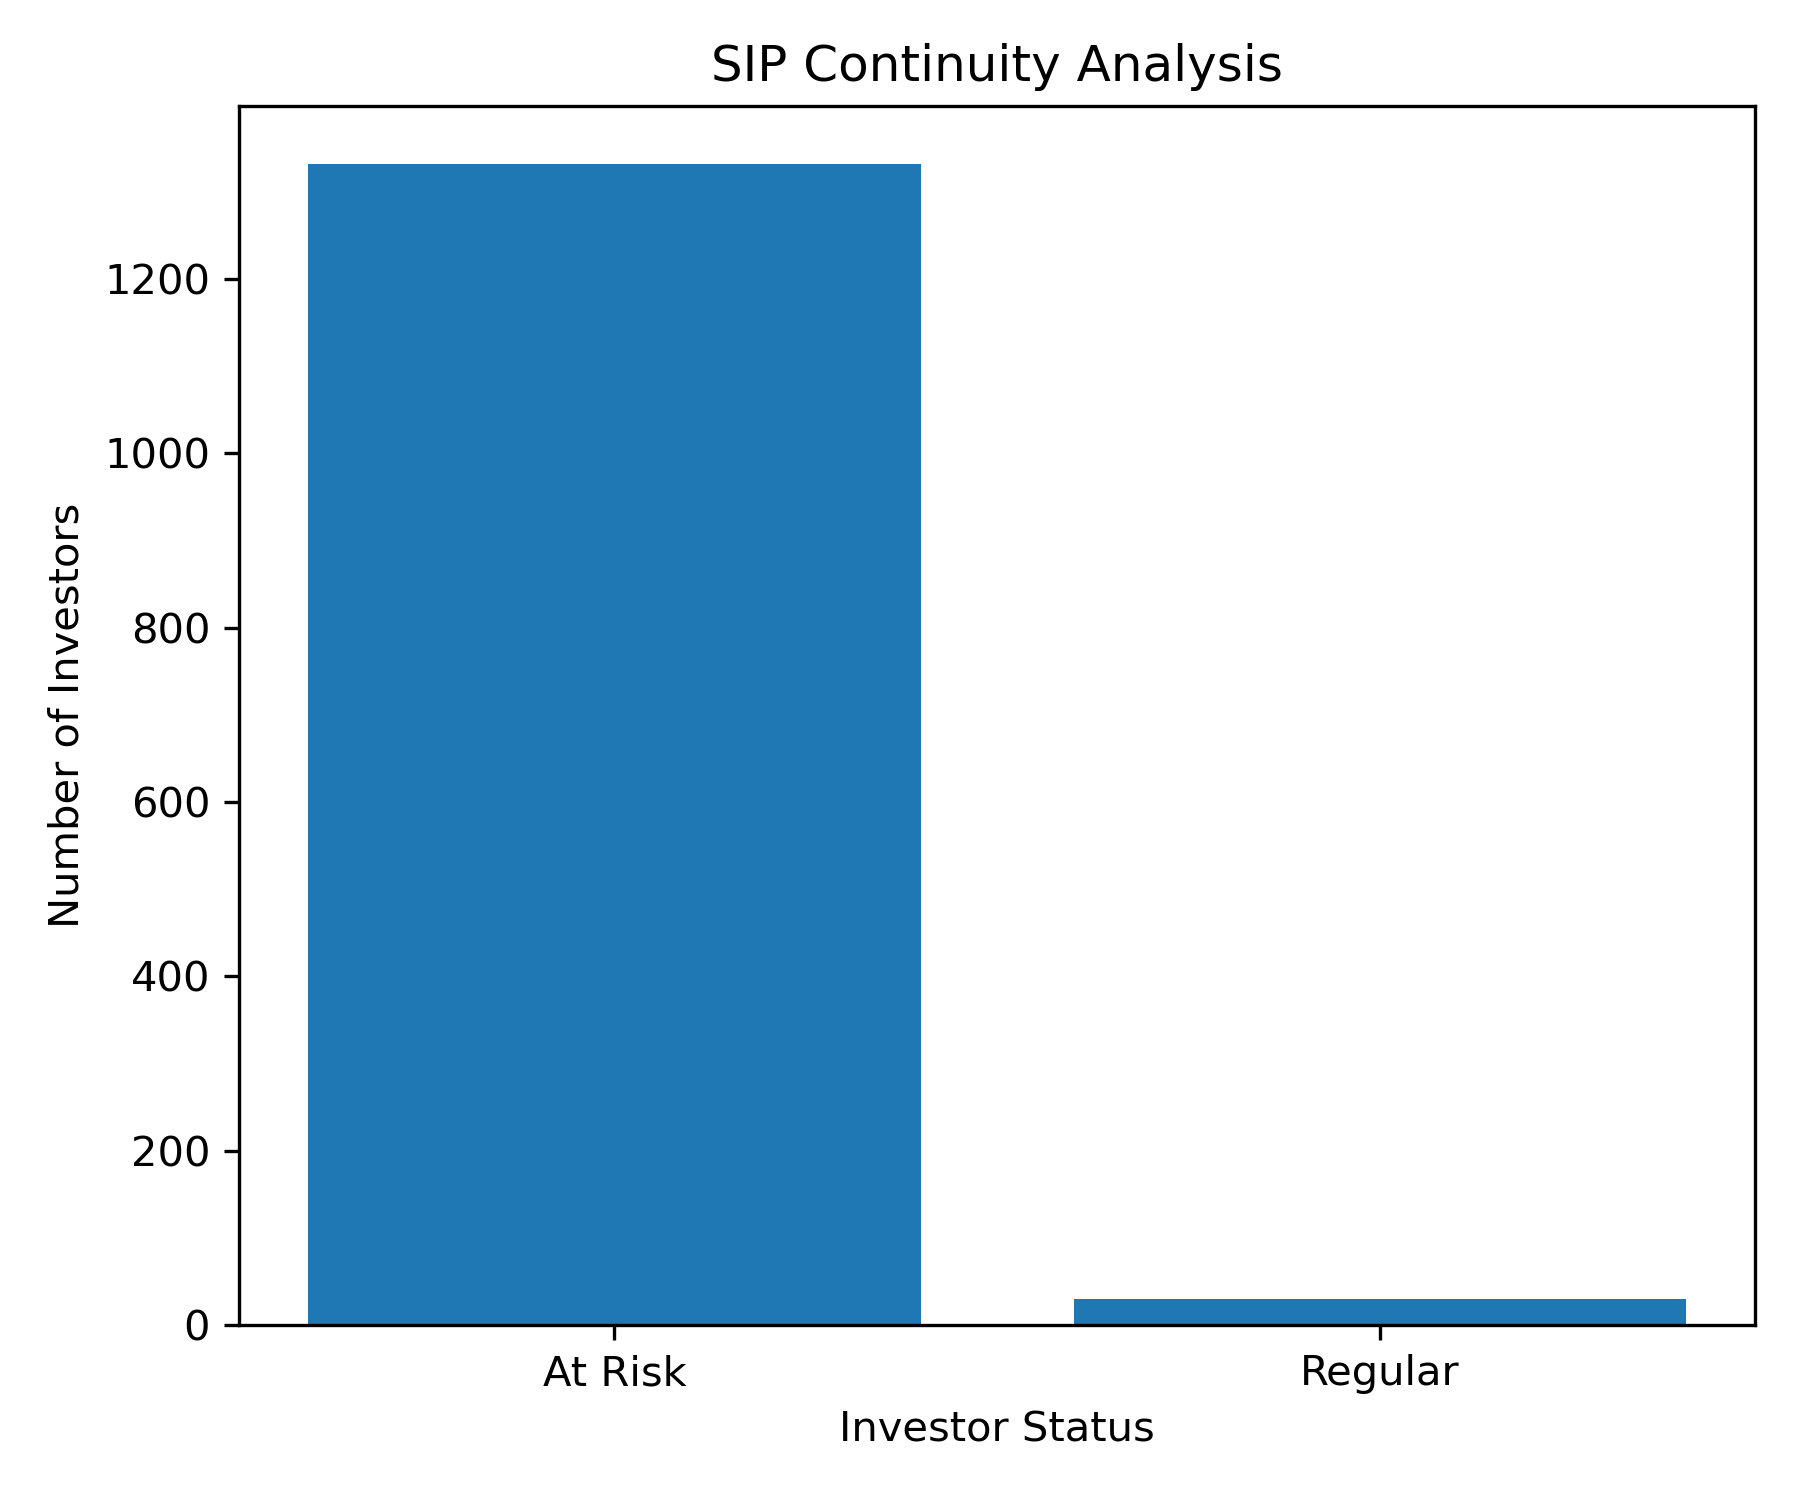 SIP Continuity Analysis
1200
1000
800
600
400
200
0
Number of Investors
At Risk
Regular
Investor Status